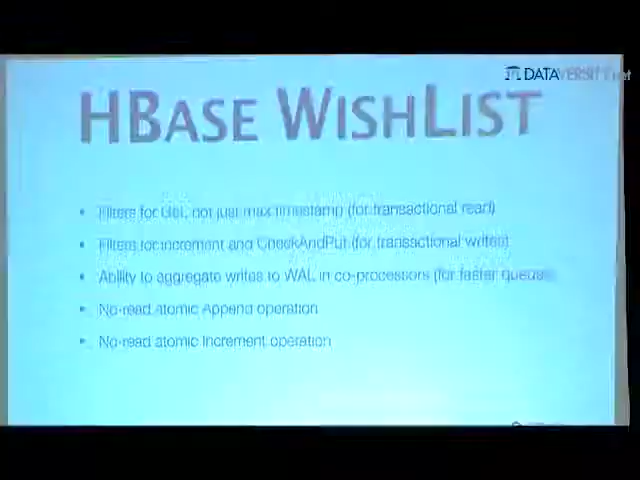 DATAVERSITY.net
HBASE WISHLIST
• Filters for Get, not just max timestamp (for transactional read)
• Filters for Increment and CheckAndPut (for transactional writes)
• Ability to aggregate writes to WAL in co-processors (for faster queues)
• No-read Atomic Append operation
• No-read atomic Increment operation